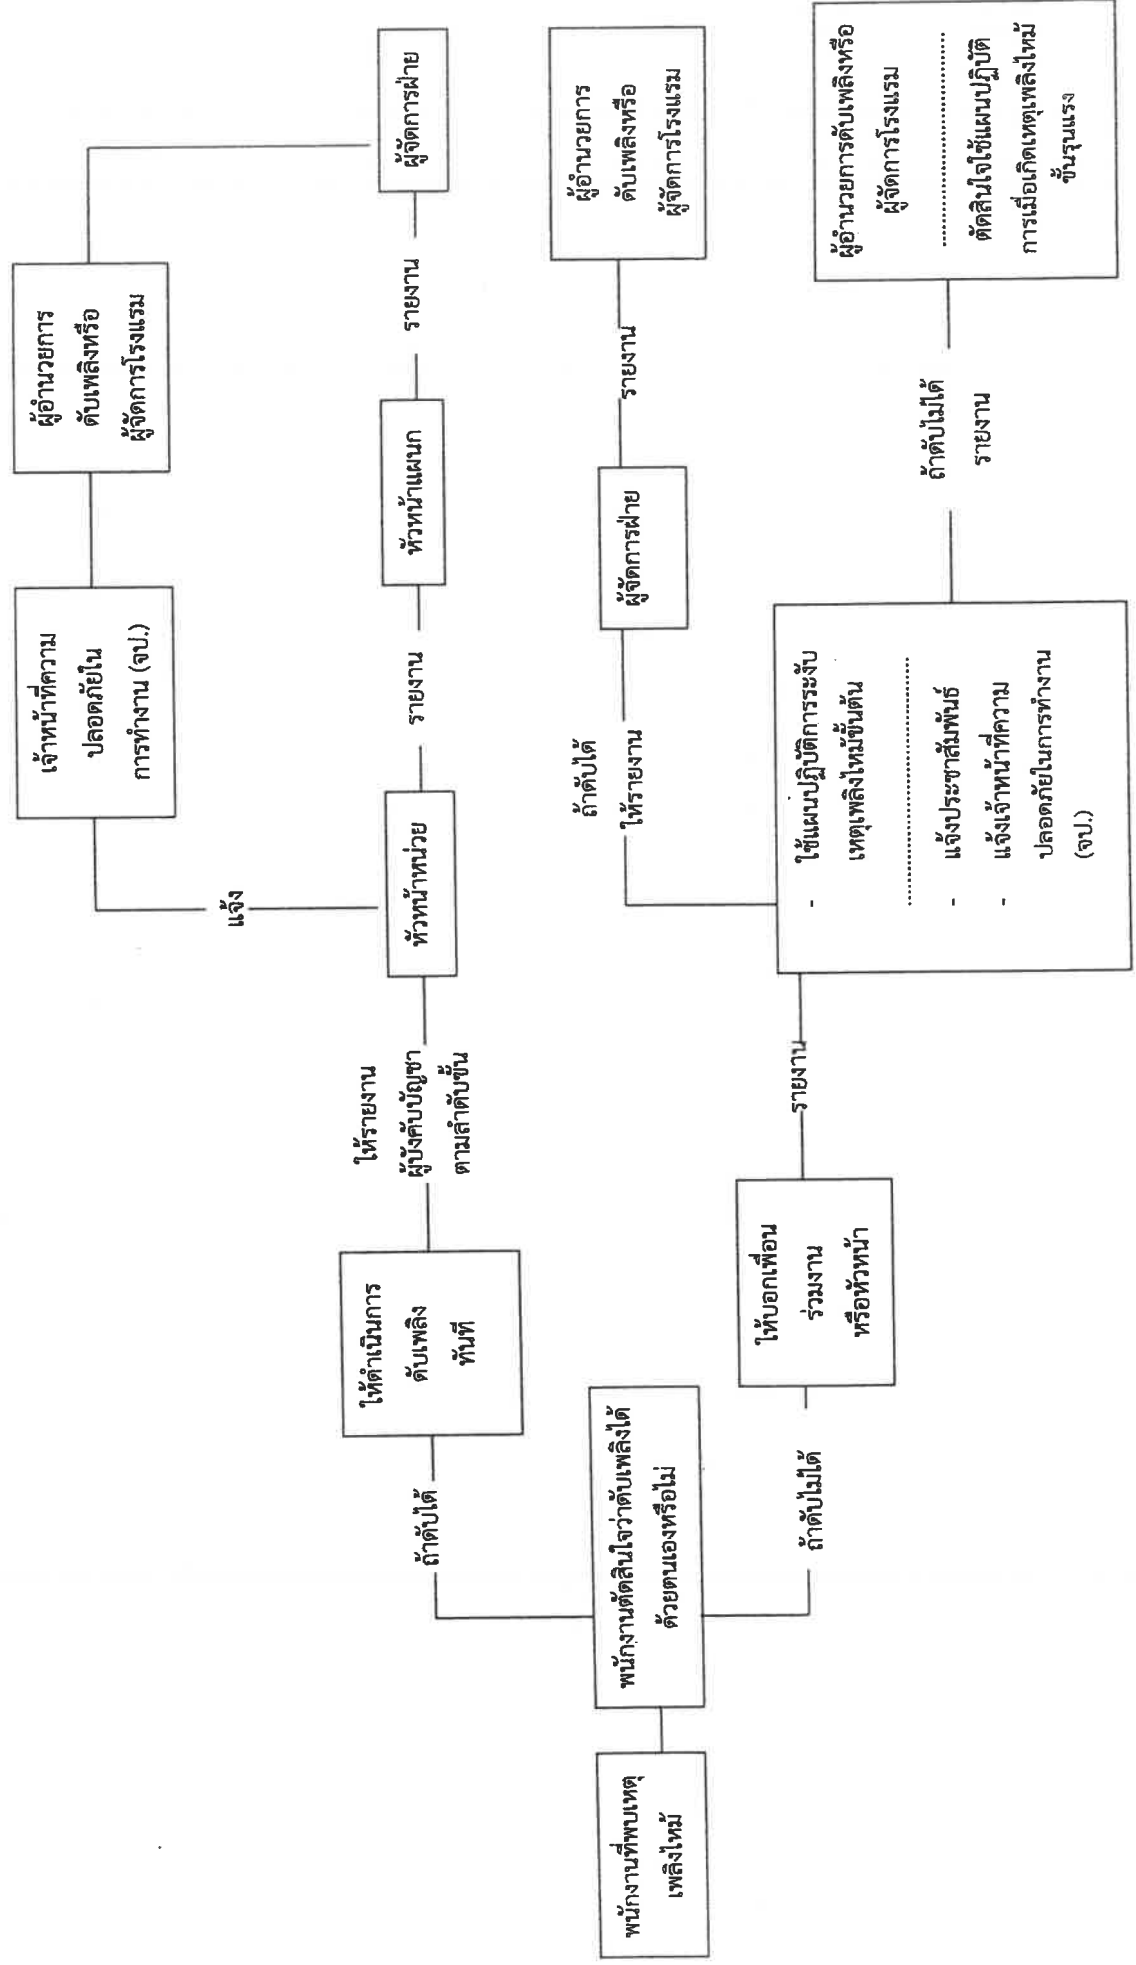 พนักงานที่พบเหตุ
เพลิงไหม้
พนักงานตัดสินใจว่าดับเพลิงได้
ด้วยตนเองหรือไม่
ถ้าดับได้
ให้ดำเนินการ
ดับเพลิง
ทันที
ให้รายงาน
ผู้บังคับบัญชา
ตามลำดับขั้น
หัวหน้าหน่วย
แจ้ง
เจ้าหน้าที่ความ
ปลอดภัยใน
การทำงาน (จป.)
ผู้อำนวยการ
ดับเพลิงหรือ
ผู้จัดการโรงแรม
รายงาน
หัวหน้าแผนก
รายงาน
ผู้จัดการฝ่าย
ถ้าดับไม่ได้
ให้บอกเพื่อน
ร่วมงาน
หรือหัวหน้า
รายงาน
- ใช้แผนปฏิบัติการระงับ
เหตุเพลิงไหม้ขั้นต้น
..........................................
- แจ้งประชาสัมพันธ์
- แจ้งเจ้าหน้าที่ความ
ปลอดภัยในการทำงาน
(จป.)
ถ้าดับได้
ให้รายงาน
ผู้จัดการฝ่าย
รายงาน
ผู้อำนวยการ
ดับเพลิงหรือ
ผู้จัดการโรงแรม
ถ้าดับไม่ได้
รายงาน
ผู้อำนวยการดับเพลิงหรือ
ผู้จัดการโรงแรม
..........................................
ตัดสินใจใช้แผนปฏิบัติ
การเมื่อเกิดเหตุเพลิงไหม้
ขั้นรุนแรง